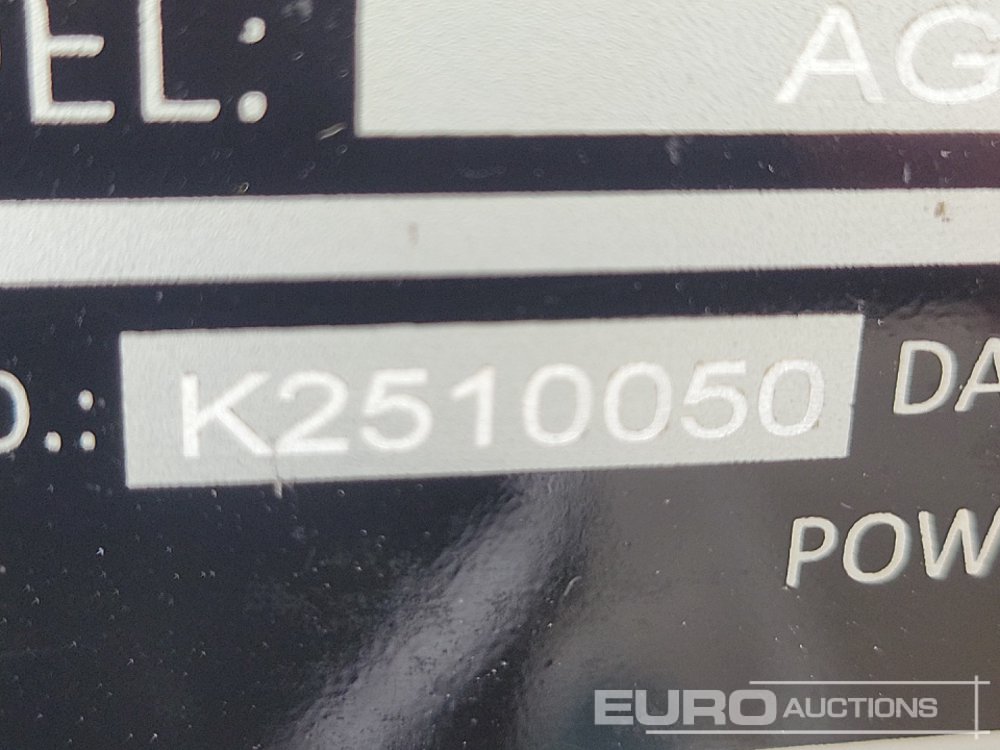 EL: AG
O.: K2510050 DA
POW
EURO AUCTIONS